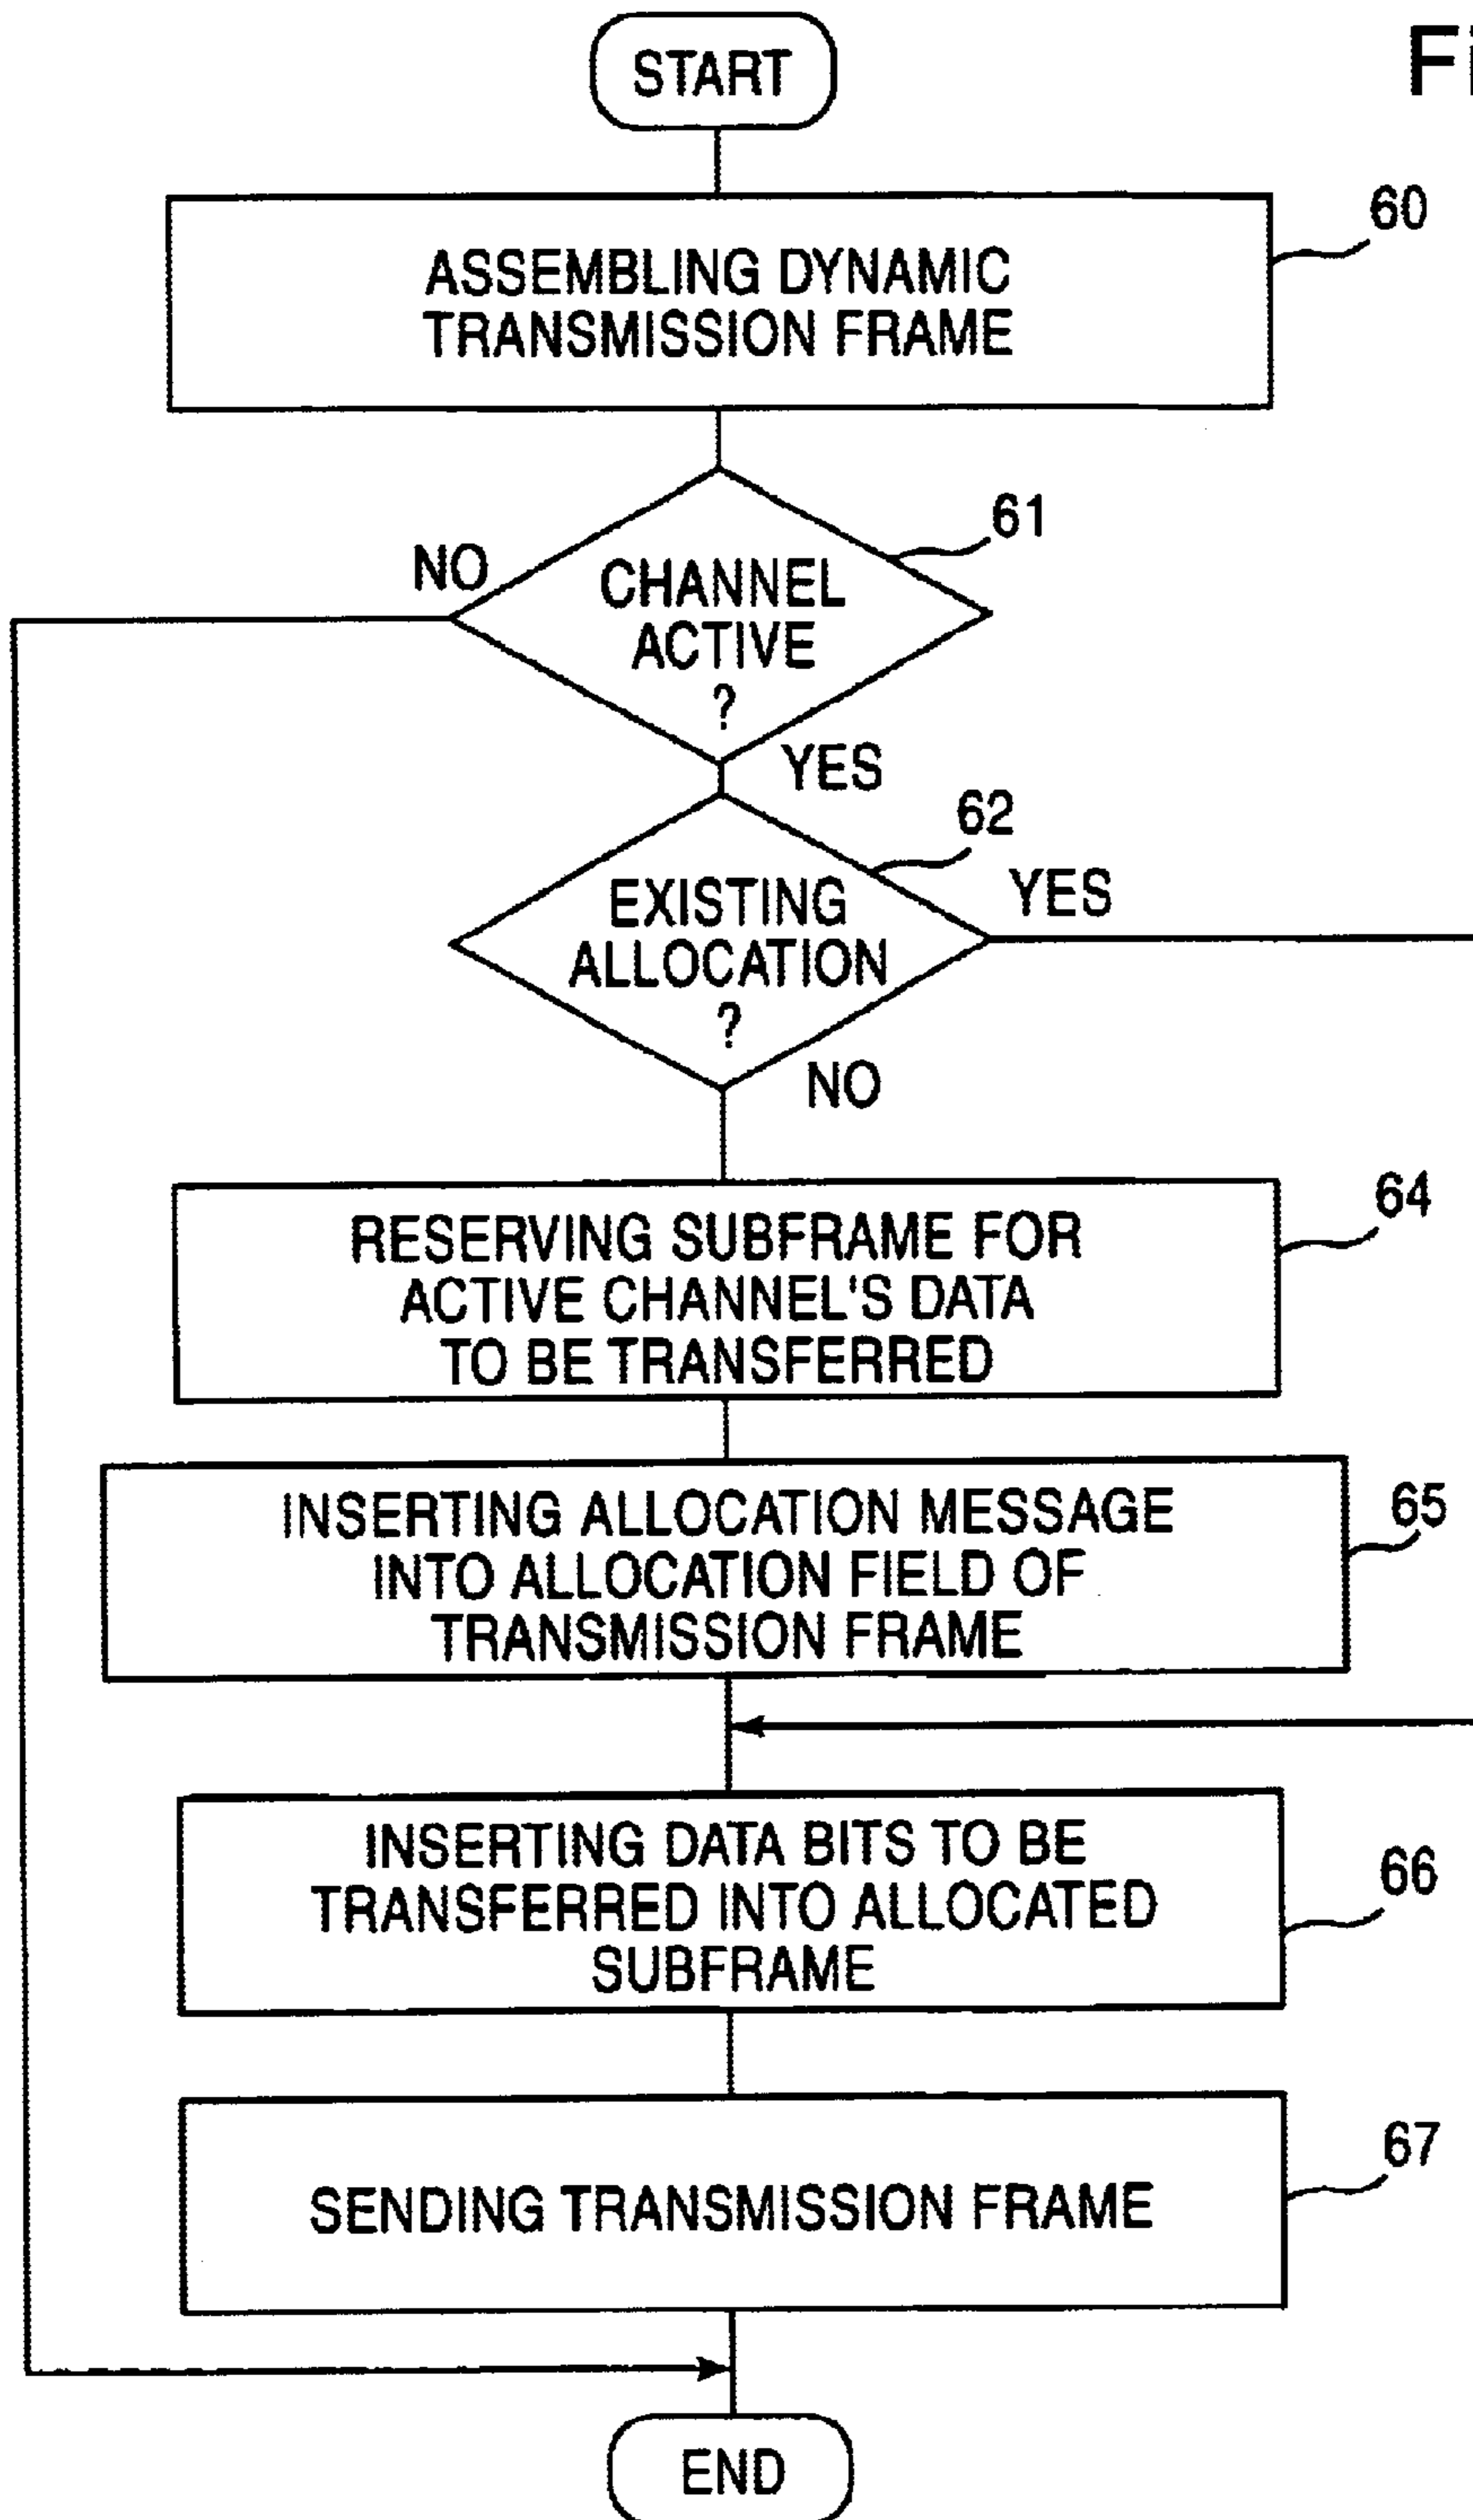 START
Fi
60
ASSEMBLING DYNAMIC
TRANSMISSION FRAME
61
NO
CHANNEL
ACTIVE
?
YES
62
EXISTING
YES
ALLOCATION
?
NO
64
RESERVING SUBFRAME FOR
ACTIVE CHANNEL'S DATA
TO BE TRANSFERRED
65
INSERTING ALLOCATION MESSAGE
INTO ALLOCATION FIELD OF
TRANSMISSION FRAME
66
INSERTING DATA BITS TO BE
TRANSFERRED INTO ALLOCATED
SUBFRAME
67
SENDING TRANSMISSION FRAME
END